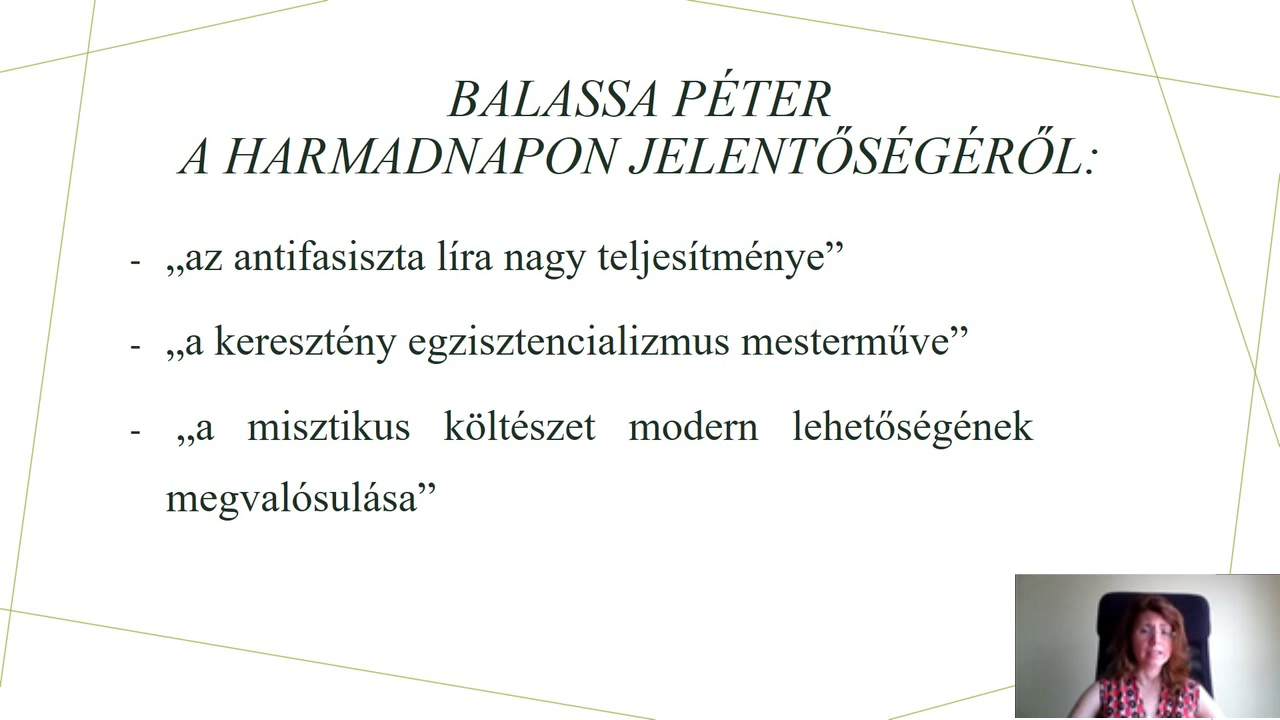 BALASSA PÉTER
A HARMADNAPON JELENTŐSÉGÉRŐL:
- „az antifasiszta líra nagy teljesítménye”
- „a keresztény egzisztencializmus mesterműve”
- „a misztikus költészet modern lehetőségének
megvalósulása”